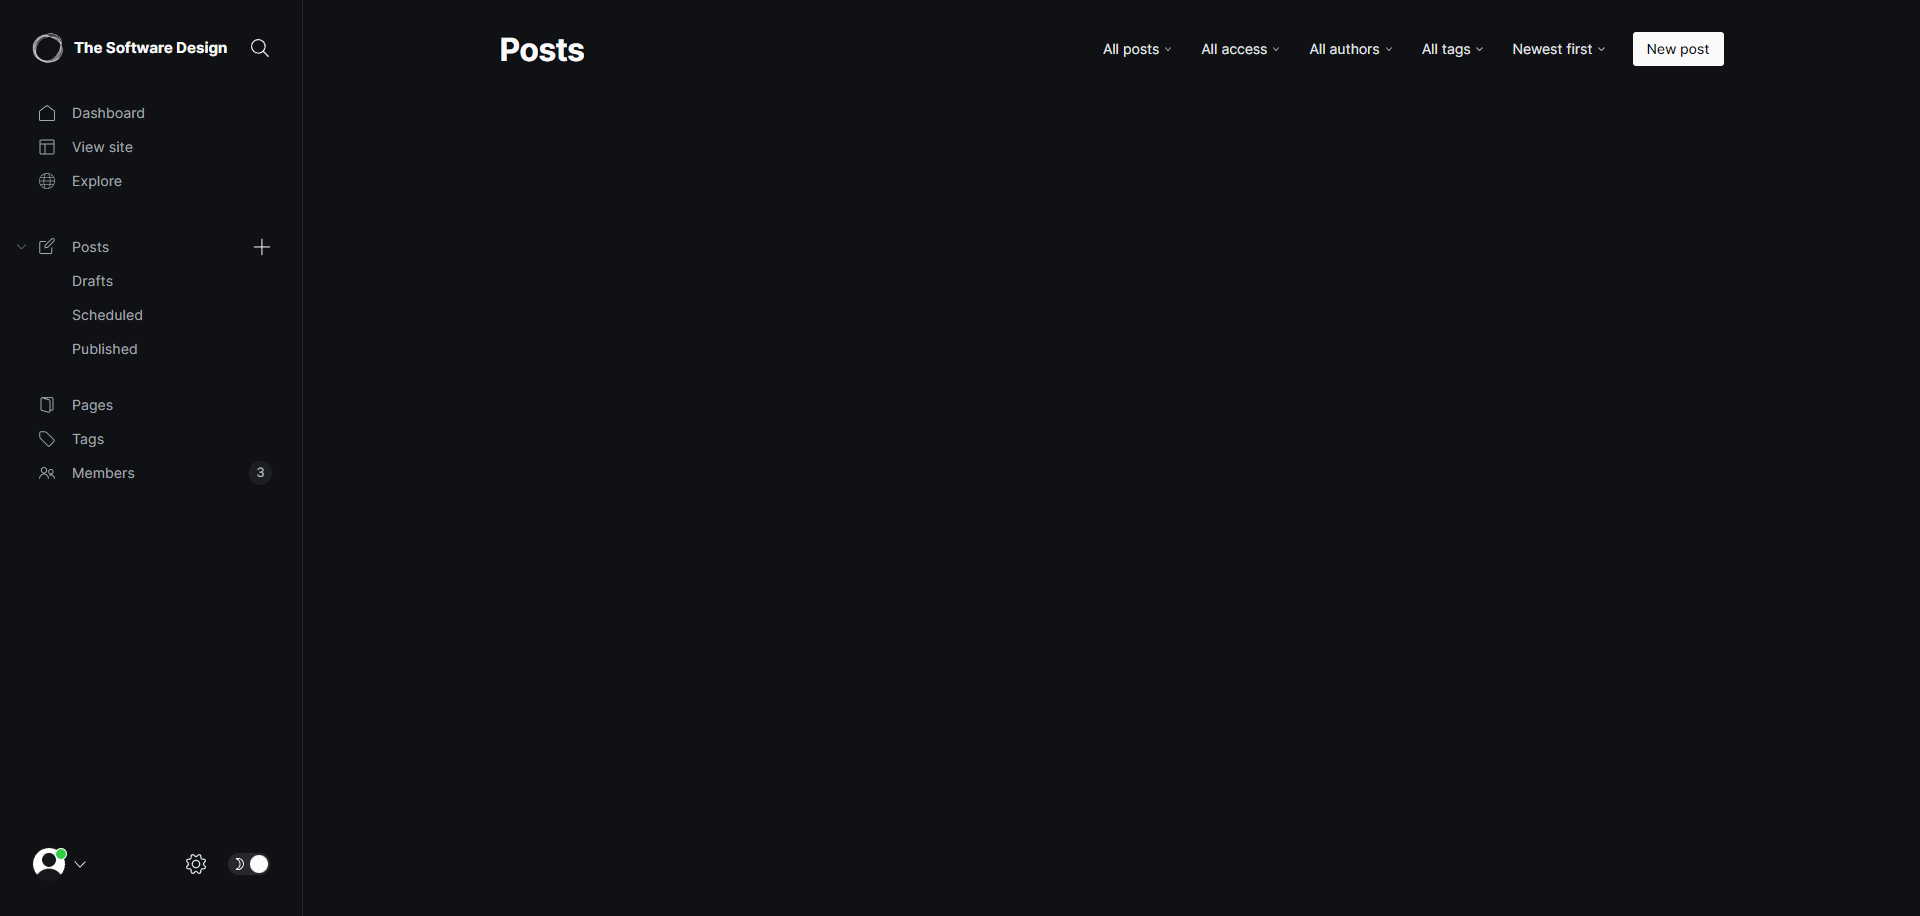 The Software Design
Dashboard
View site
Explore
Posts
Drafts
Scheduled
Published
Pages
Tags
Members
3
Posts
All posts
All access
All authors
All tags
Newest first
New post